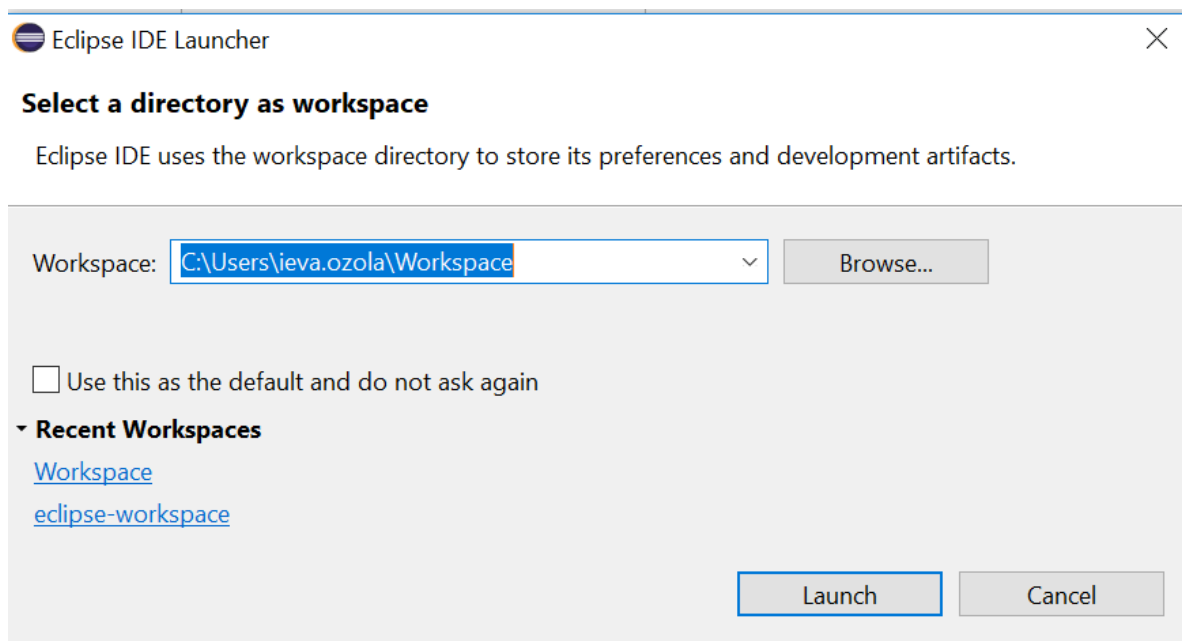 Eclipse IDE Launcher
Select a directory as workspace
Eclipse IDE uses the workspace directory to store its preferences and development artifacts.
Workspace: C:\Users\ieva.ozola\Workspace Browse...
Use this as the default and do not ask again
Recent Workspaces
Workspace
eclipse-workspace
Launch Cancel